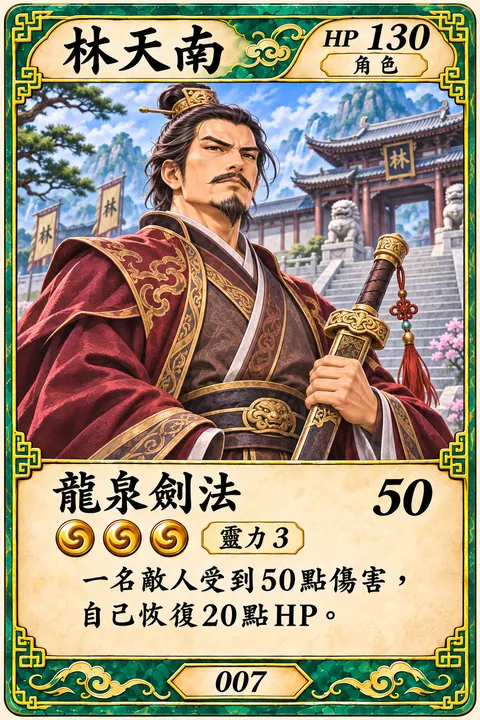 林天南
HP 130
角色
林
林
林
龍泉劍法
50
靈力3
一名敵人受到50點傷害，
自己恢復20點HP。
007